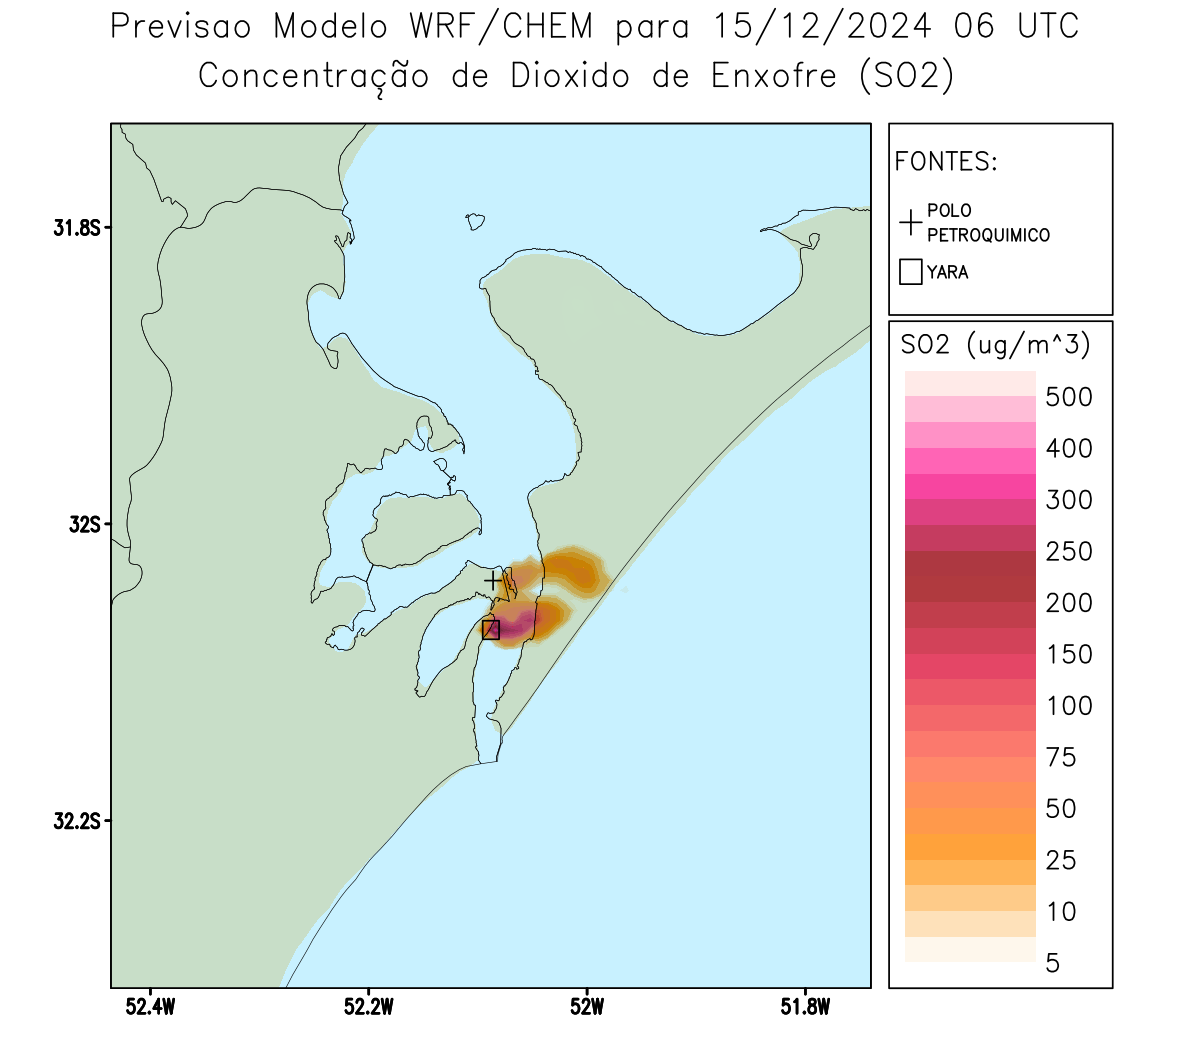 Previsao Modelo WRF/CHEM para 15/12/2024 06 UTC
Concentração de Dioxido de Enxofre (SO2)
FONTES:
POLO
PETROQUIMICO
YARA
31.8S
32S
32.2S
52.4W
52.2W
52W
51.8W
SO2 (ug/m^3)
500
400
300
250
200
150
100
75
50
25
10
5